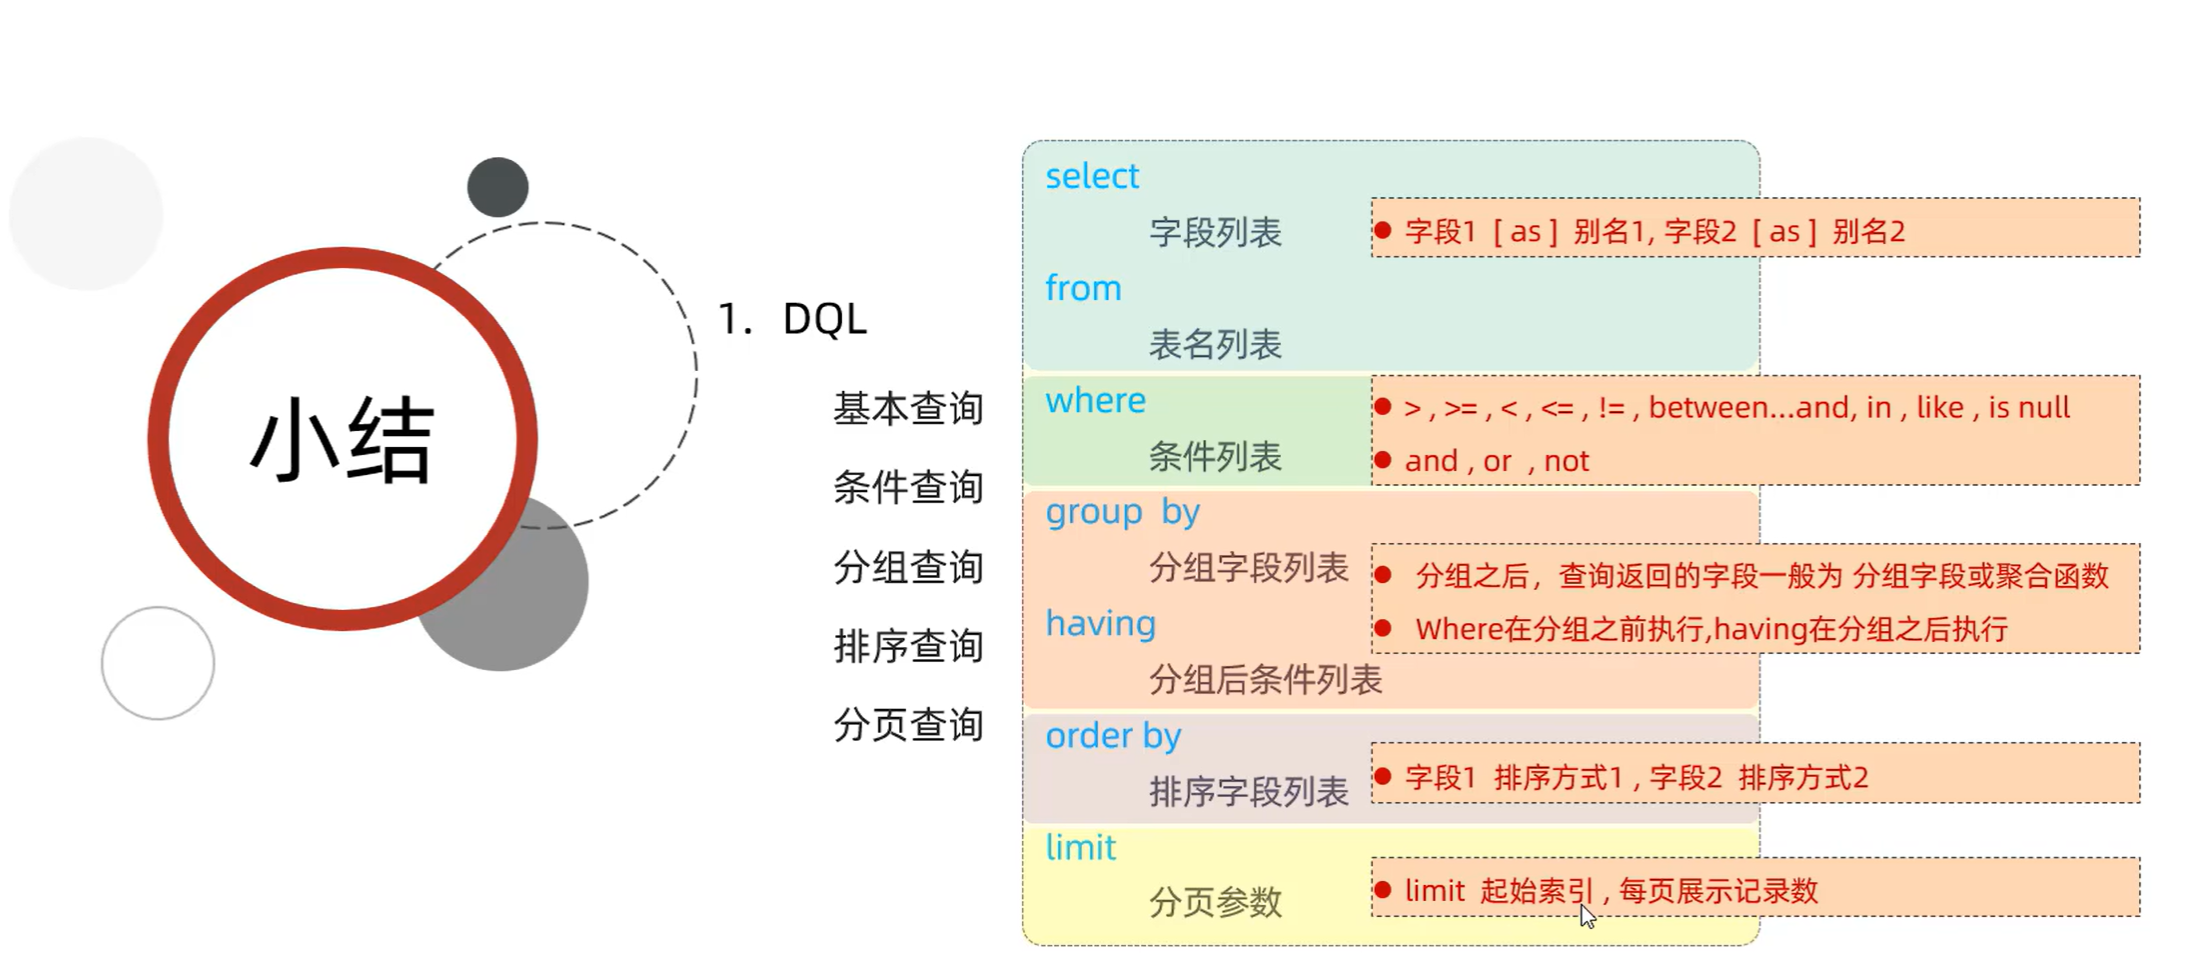 小结
1. DQL
基本查询
条件查询
分组查询
排序查询
分页查询
select
字段列表
字段1 [ as ] 别名1, 字段2 [ as ] 别名2
from
表名列表
where
条件列表
> , >= , < , <= , != , between...and, in , like , is null
and , or , not
group by
分组字段列表
分组之后，查询返回的字段一般为 分组字段或聚合函数
having
Where在分组之前执行,having在分组之后执行
分组后条件列表
order by
排序字段列表
字段1 排序方式1 , 字段2 排序方式2
limit
分页参数
limit 起始索引 , 每页展示记录数